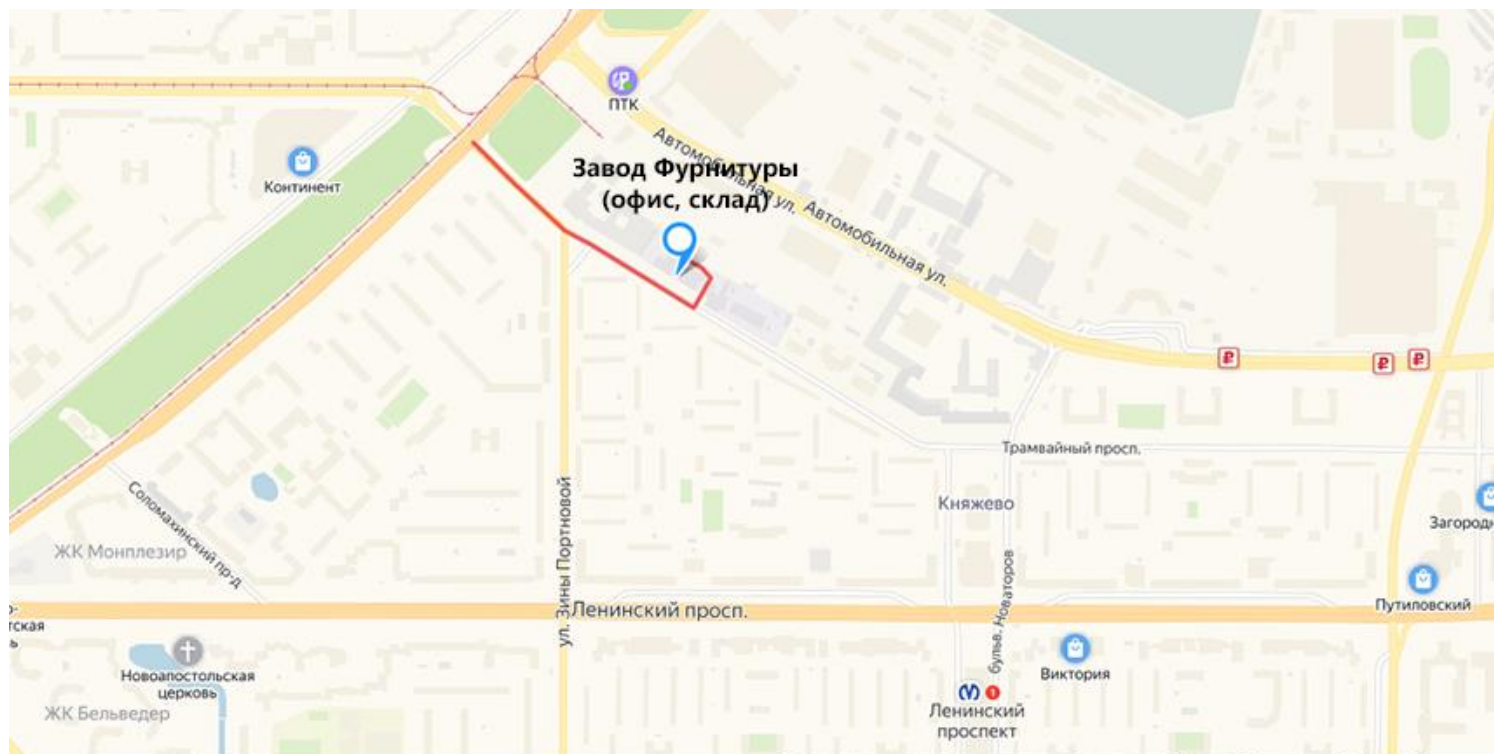 ПТК
Автомобильная ул.
Автомобильная ул.
Завод Фурнитуры
(офис, склад)
Континент
Трамвайный просп.
Княжево
Соломахинский пр-д
ЖК Монплезир
ул. Зины Портновой
бульв. Новаторов
Ленинский просп.
Путиловский
Виктория
Новоапостольская
церковь
ЖК Бельведер
Ленинский
проспект